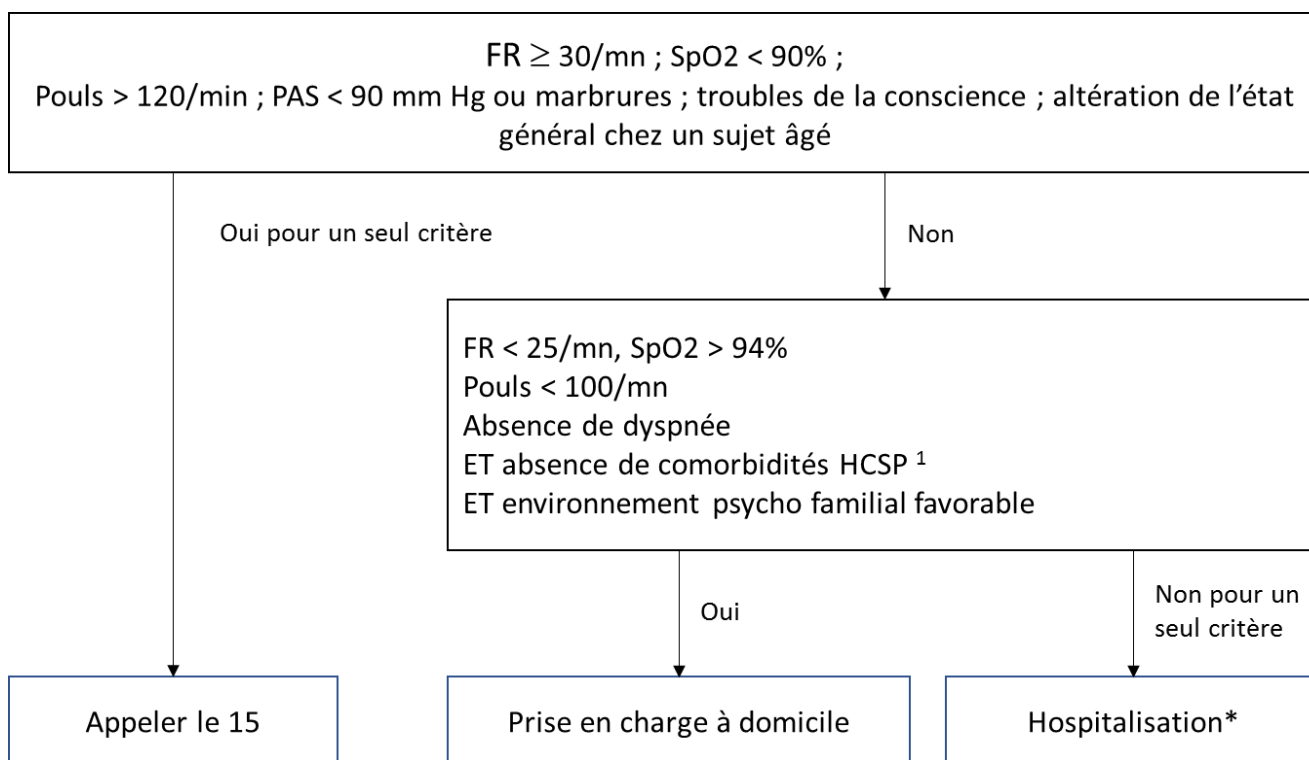 FR ≥ 30/mn ; SpO2 < 90% ;
Pouls > 120/min ; PAS < 90 mm Hg ou marbrures ; troubles de la conscience ; altération de l’état
général chez un sujet âgé
Oui pour un seul critère
Non
FR < 25/mn, SpO2 > 94%
Pouls < 100/mn
Absence de dyspnée
ET absence de comorbidités HCSP ¹
ET environnement psycho familial favorable
Oui
Non pour un
seul critère
Appeler le 15
Prise en charge à domicile
Hospitalisation*